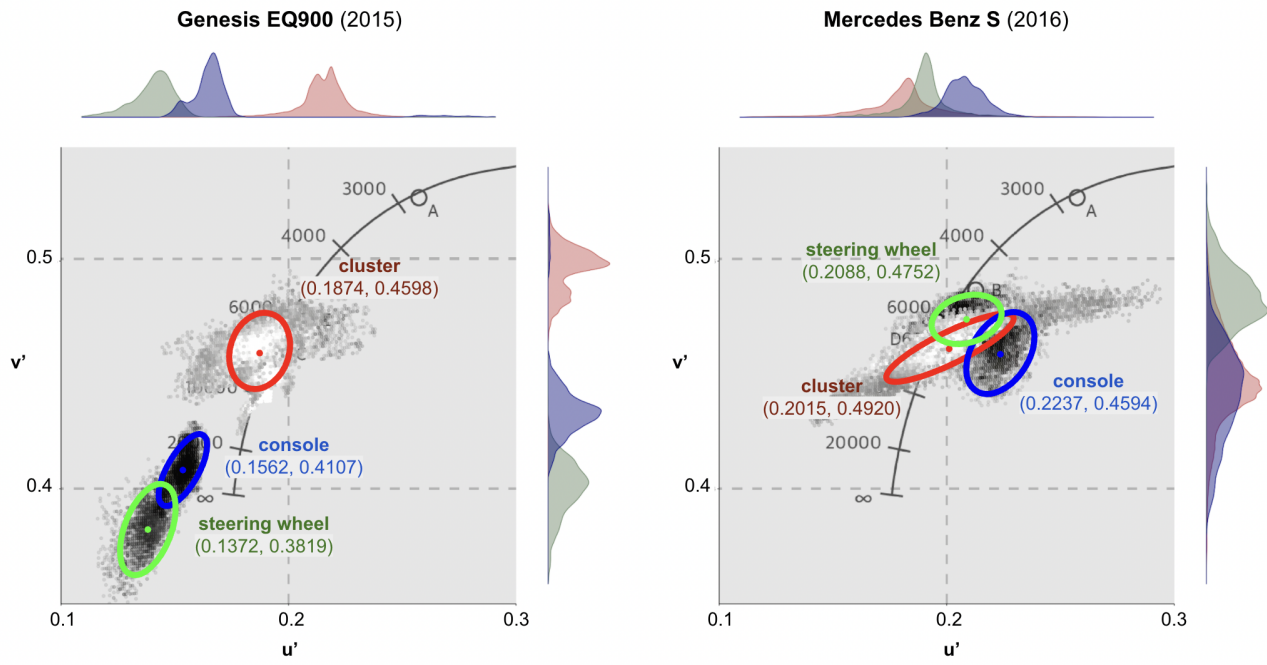 Genesis EQ900 (2015)
Mercedes Benz S (2016)
3000
A
4000
0.5
cluster
(0.1874, 0.4598)
6000
v'
console
(0.1562, 0.4107)
0.4
∞
steering wheel
(0.1372, 0.3819)
0.1
0.2
0.3
u'
3000
A
4000
steering wheel
(0.2088, 0.4752)
0.5
B
6000
v'
cluster
(0.2015, 0.4920)
console
(0.2237, 0.4594)
20000
0.4
∞
0.1
0.2
0.3
u'